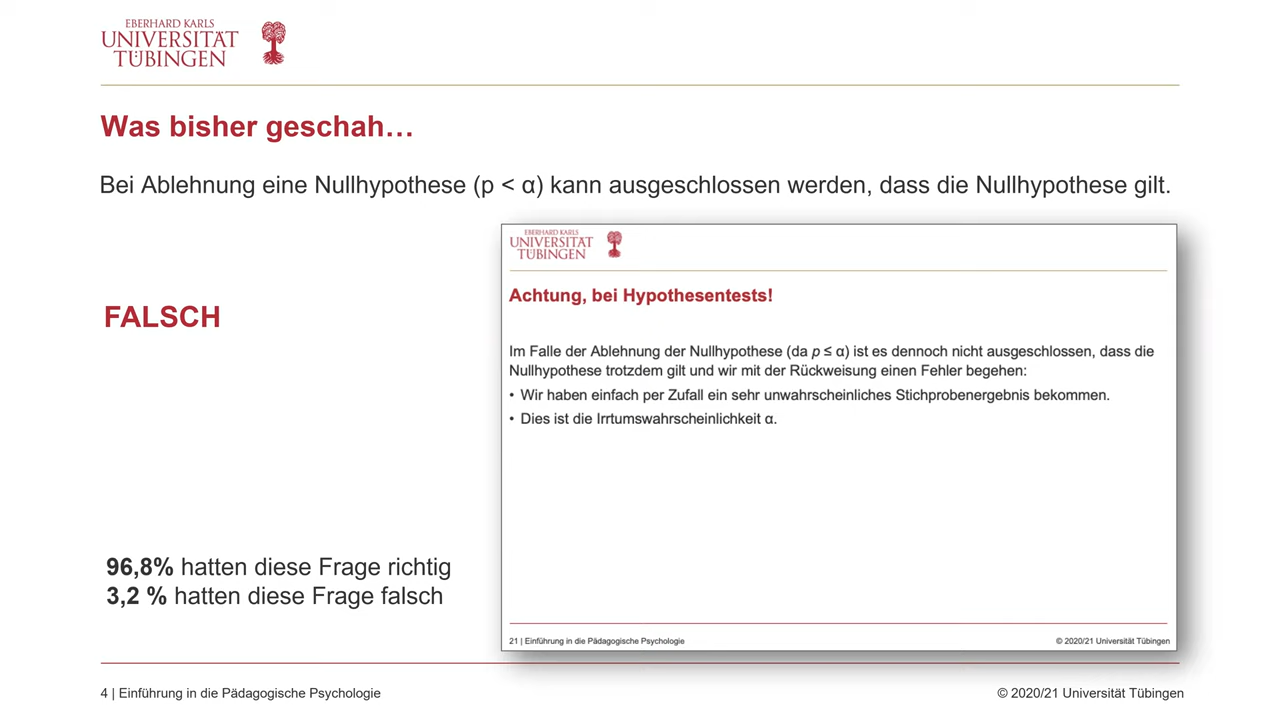 EBERHARD KARLS
UNIVERSITÄT
TÜBINGEN
Was bisher geschah…
Bei Ablehnung eine Nullhypothese (p < α) kann ausgeschlossen werden, dass die Nullhypothese gilt.
FALSCH
96,8% hatten diese Frage richtig
3,2 % hatten diese Frage falsch
EBERHARD KARLS
UNIVERSITÄT
TÜBINGEN
Achtung, bei Hypothesentests!
Im Falle der Ablehnung der Nullhypothese (da p ≤ α) ist es dennoch nicht ausgeschlossen, dass die
Nullhypothese trotzdem gilt und wir mit der Rückweisung einen Fehler begehen:
• Wir haben einfach per Zufall ein sehr unwahrscheinliches Stichprobenergebnis bekommen.
• Dies ist die Irrtumswahrscheinlichkeit α.
21 | Einführung in die Pädagogische Psychologie
© 2020/21 Universität Tübingen
4 | Einführung in die Pädagogische Psychologie
© 2020/21 Universität Tübingen